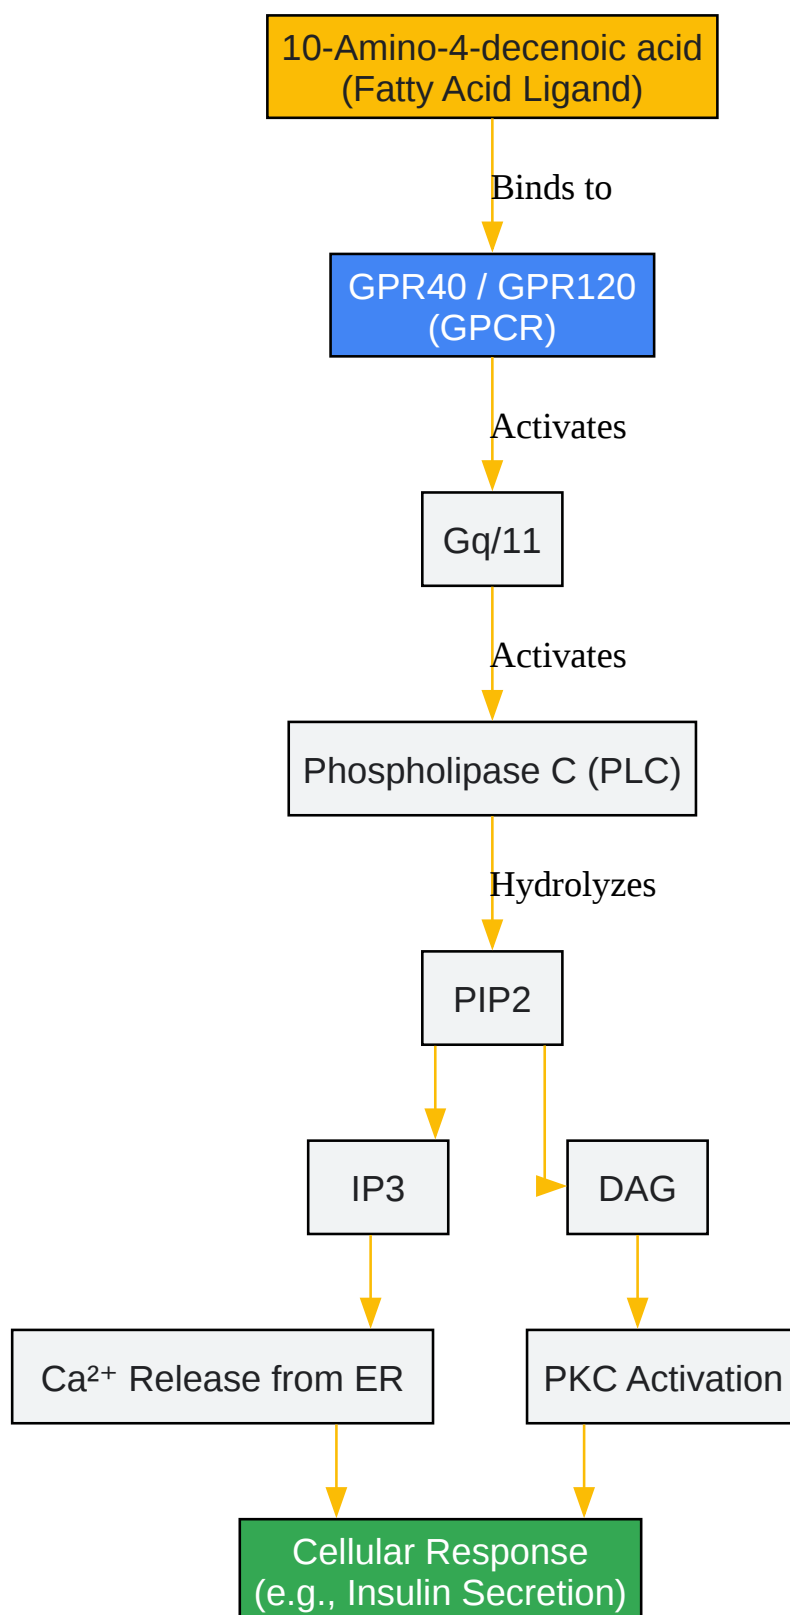 10-Amino-4-decenoic acid
(Fatty Acid Ligand)
Binds to
GPR40 / GPR120
(GPCR)
Activates
Gq/11
Activates
Phospholipase C (PLC)
Hydrolyzes
PIP2
IP3
DAG
Ca²⁺ Release from ER
PKC Activation
Cellular Response
(e.g., Insulin Secretion)